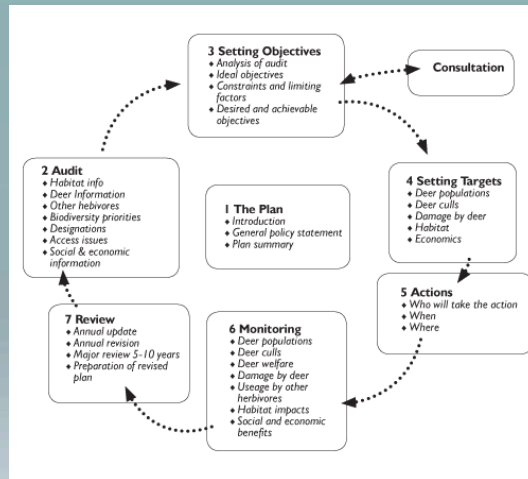 3 Setting Objectives
◆ Analysis of audit
◆ Ideal objectives
◆ Constraints and limiting
factors
◆ Desired and achievable
objectives
Consultation
2 Audit
◆ Habitat info
◆ Deer Information
◆ Other hebivores
◆ Biodiversity priorities
◆ Designations
◆ Access issues
◆ Social & economic
information
1 The Plan
◆ Introduction
◆ General policy statement
◆ Plan summary
4 Setting Targets
◆ Deer populations
◆ Deer culls
◆ Damage by deer
◆ Habitat
◆ Economics
5 Actions
◆ Who will take the action
◆ When
◆ Where
7 Review
◆ Annual update
◆ Annual revision
◆ Major review 5-10 years
◆ Preparation of revised
plan
6 Monitoring
◆ Deer populations
◆ Deer culls
◆ Deer welfare
◆ Damage by deer
◆ Useage by other
herbivores
◆ Habitat impacts
◆ Social and economic
benefits